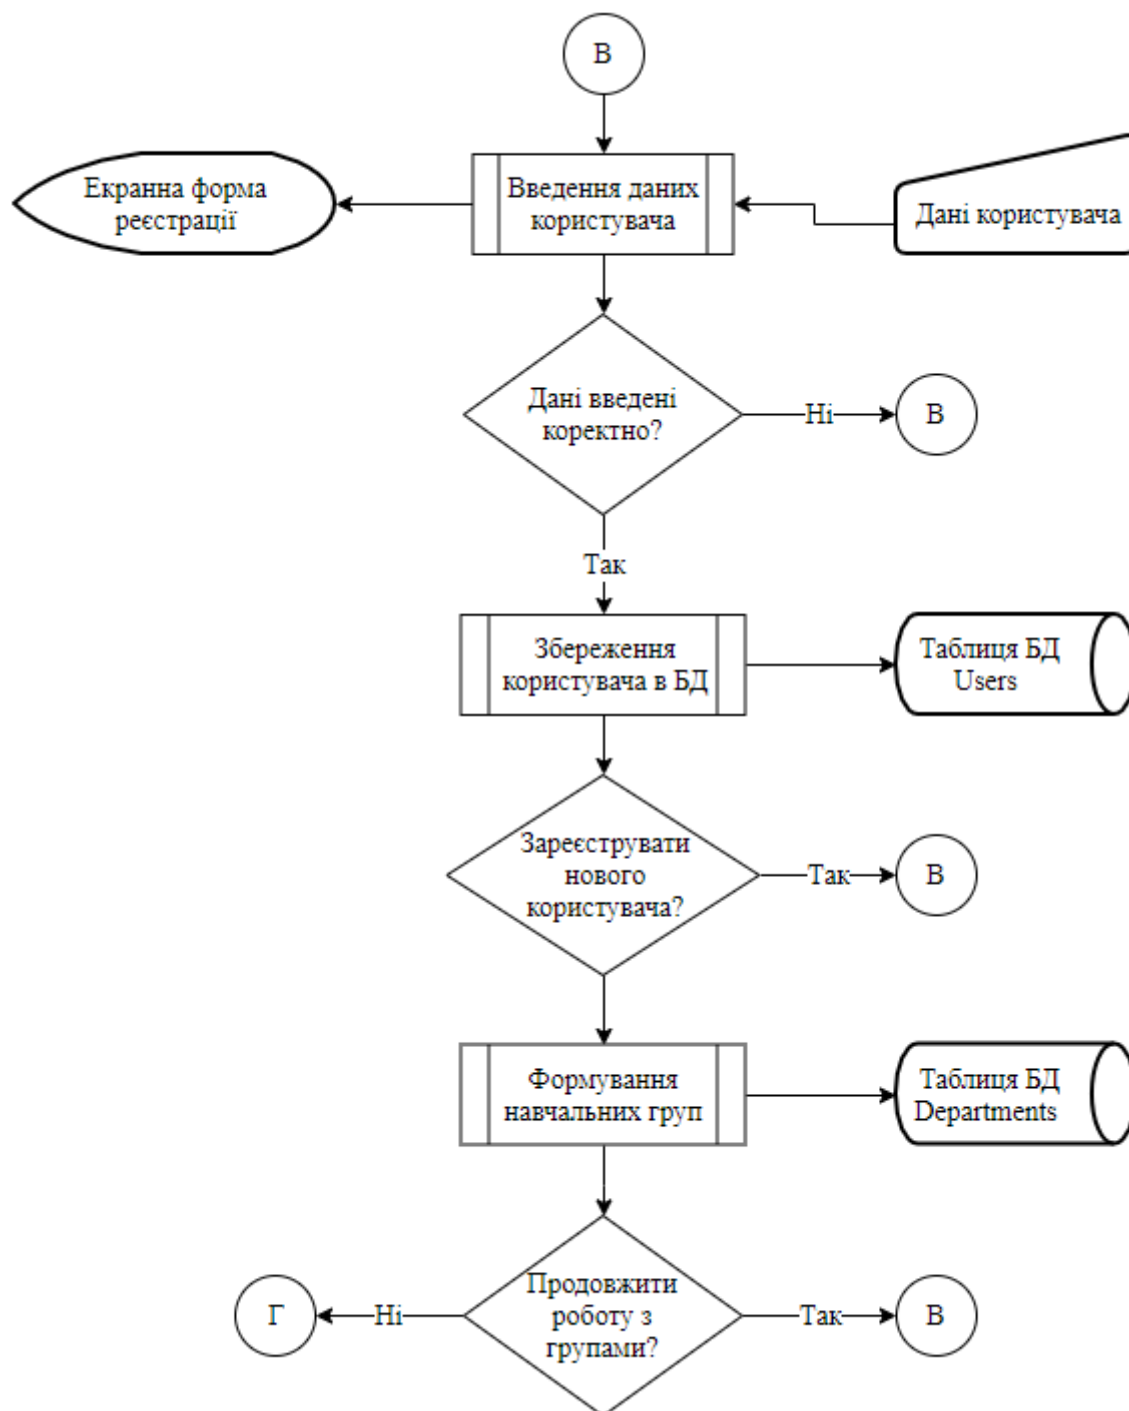 В
Екранна форма
реєстрації
Введення даних
користувача
Дані користувача
Дані введені
коректно?
Ні
В
Так
Збереження
користувача в БД
Таблиця БД
Users
Зареєструвати
нового
користувача?
Так
В
Формування
навчальних груп
Таблиця БД
Departments
Г
Ні
Продовжити
роботу з
групами?
Так
В